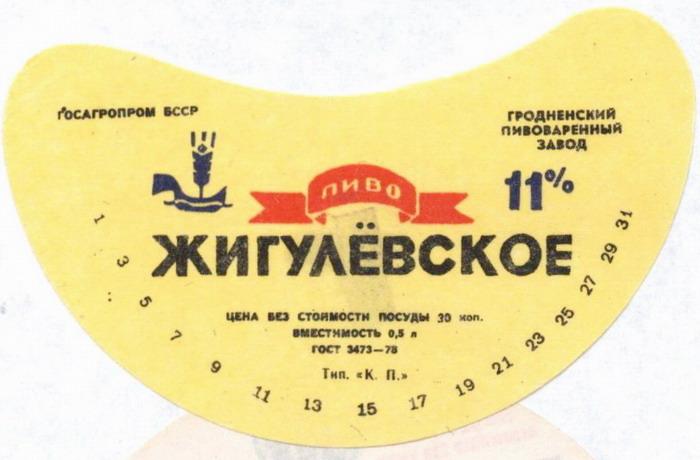 ГОСАГРОПРОМ БССР
ГРОДНЕНСКИЙ
ПИВОВАРЕННЫЙ
ЗАВОД
11%
ПИВО
ЖИГУЛЁВСКОЕ
ЦЕНА БЕЗ СТОИМОСТИ ПОСУДЫ 30 коп.
ВМЕСТИМОСТЬ 0,5 л
ГОСТ 3473—78
Тип. «К. П.»
1 3 5 7 9 11 13 15 17 19 21 23 25 27 29 31